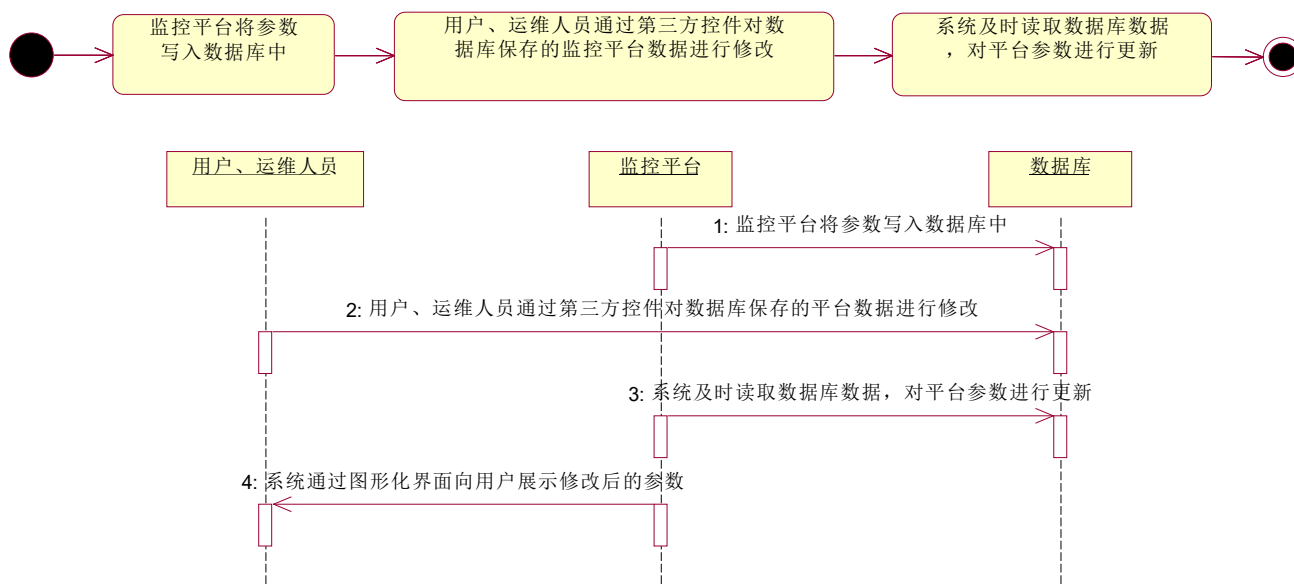 监控平台将参数
写入数据库中
用户、运维人员通过第三方控件对数
据库保存的监控平台数据进行修改
系统及时读取数据库数据
，对平台参数进行更新
用户、运维人员
监控平台
数据库
1: 监控平台将参数写入数据库中
2: 用户、运维人员通过第三方控件对数据库保存的平台数据进行修改
3: 系统及时读取数据库数据，对平台参数进行更新
4: 系统通过图形化界面向用户展示修改后的参数